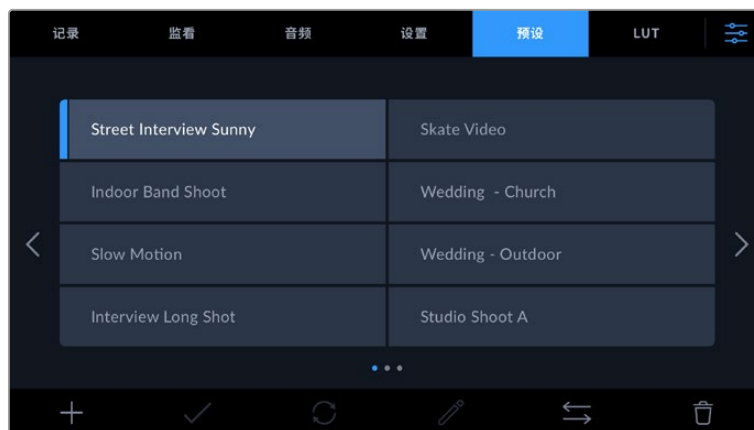 记录 监看 音频 设置 预设 LUT
Street Interview Sunny Skate Video
Indoor Band Shoot Wedding - Church
Slow Motion Wedding - Outdoor
Interview Long Shot Studio Shoot A